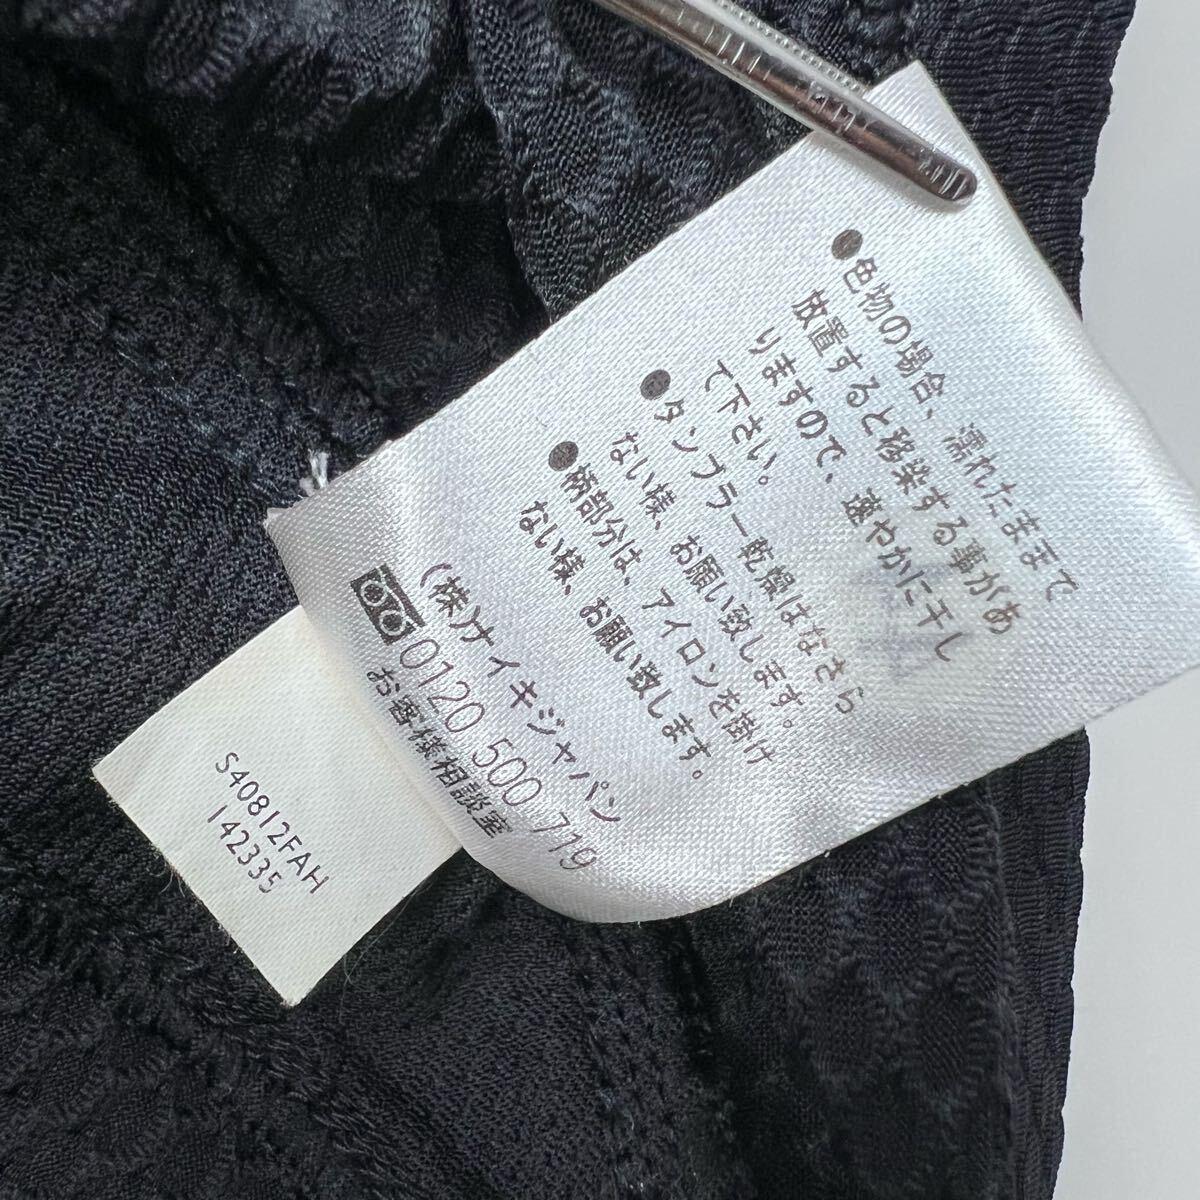 ●色物の場合、濡れたままで
放置すると移染する事があ
りますので、速やかに干し
て下さい。
●タンブラー乾燥はなさら
ない様、お願い致します。
●柄部分は、アイロンを掛け
ない様、お願い致します。
(株)ナイキジャパン
0120 500 719
お客様相談室
S40812FAH
142335